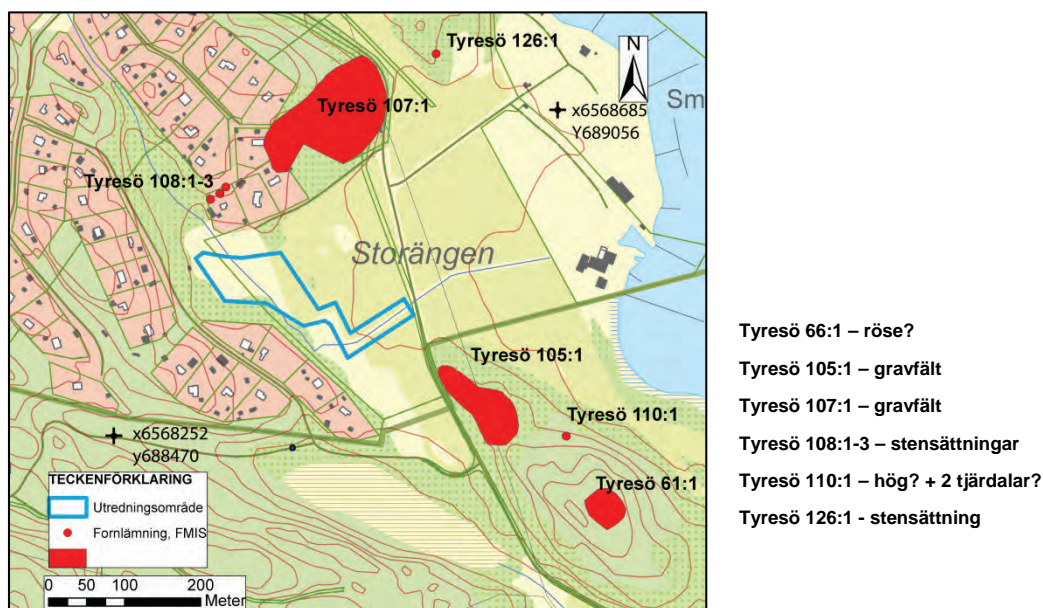 Tyresö 126:1
N
Tyresö 107:1
x6568685
Y689056
Sm
Tyresö 108:1-3
Storängen
Tyresö 105:1
Tyresö 110:1
x6568252
y688470
Tyresö 61:1
TECKENFÖRKLARING
Utredningsområde
Fornlämning, FMIS
0 50 100 200
Meter
Tyresö 66:1 – röse?
Tyresö 105:1 – gravfält
Tyresö 107:1 – gravfält
Tyresö 108:1-3 – stensättningar
Tyresö 110:1 – hög? + 2 tjärdalar?
Tyresö 126:1 - stensättning